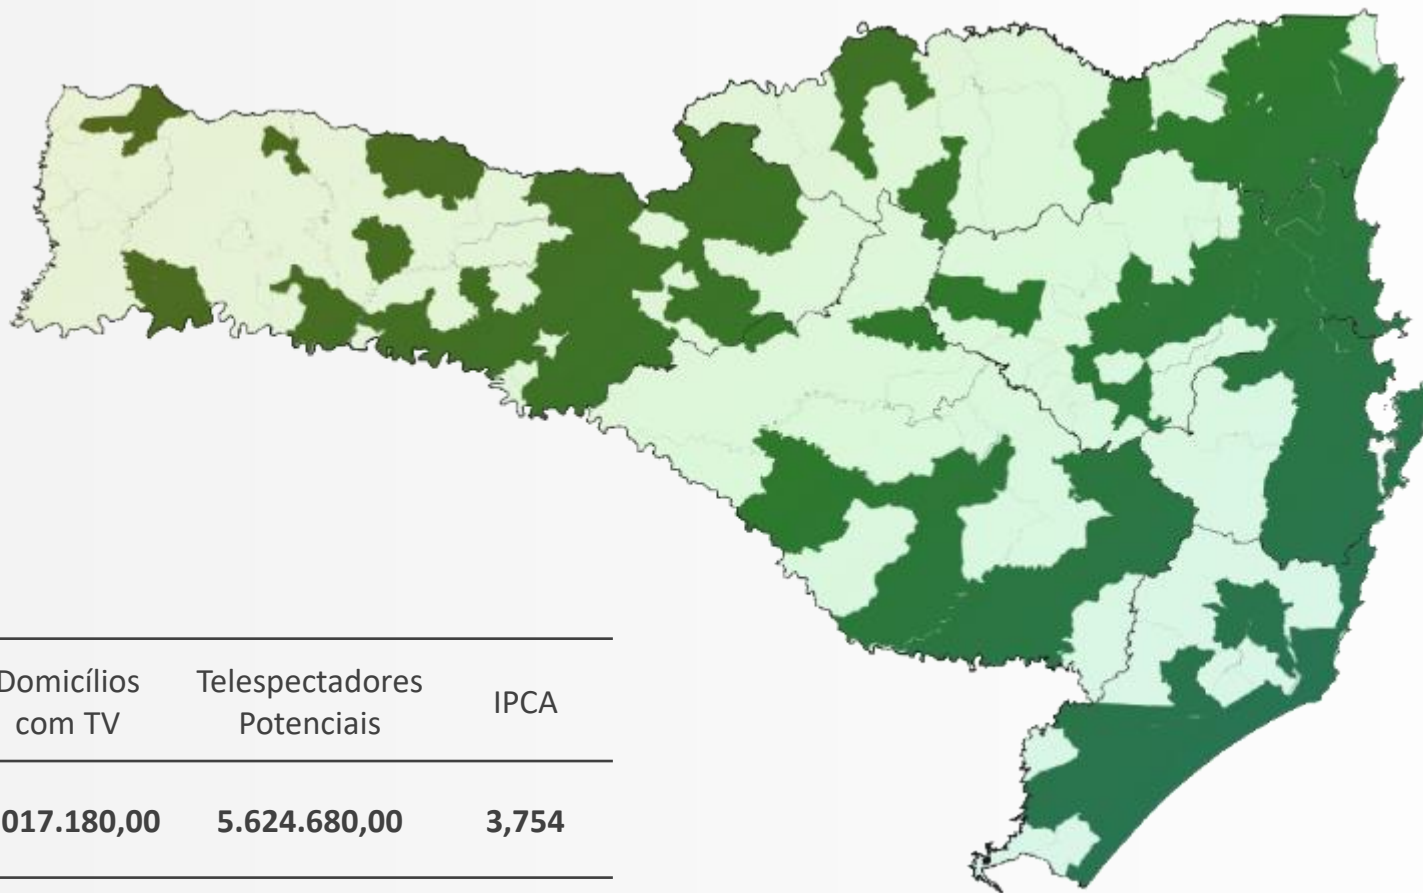 Domicílios Telespectadores IPCA
com TV Potenciais
017.180,00 5.624.680,00 3,754